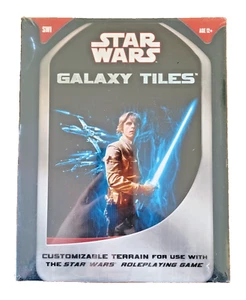 STAR
WARS
GALAXY TILES
CUSTOMIZABLE TERRAIN FOR USE WITH
THE STAR WARS ROLEPLAYING GAME